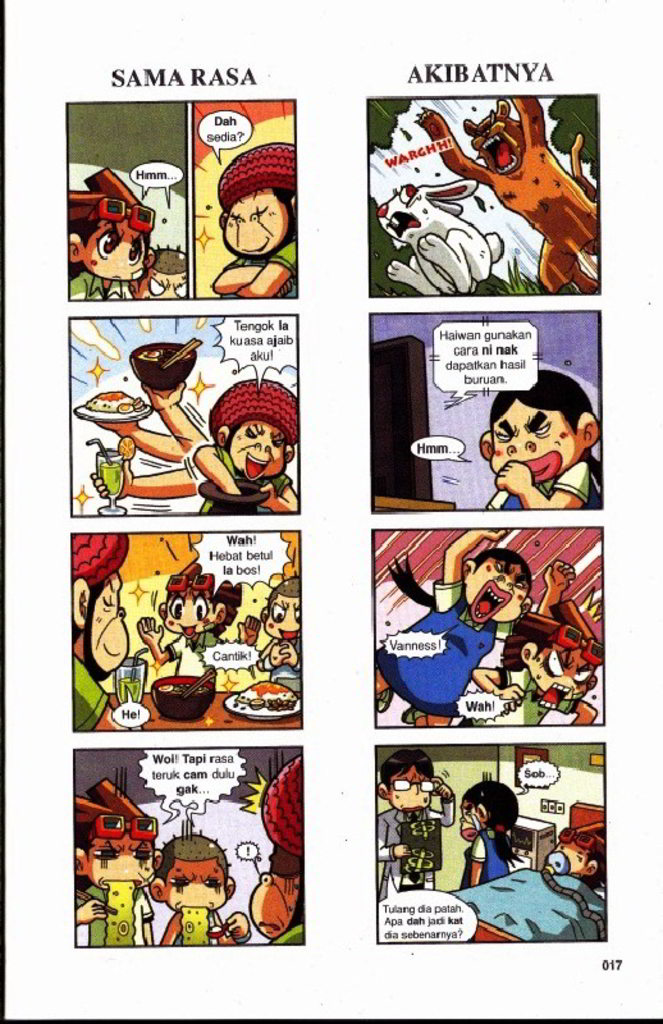 SAMA RASA
Hmm...
Dah
sedia?
Tengok la
kuasa ajaib
aku!
Wah!
Hebat betul
la bos!
Cantik!
He!
Woi! Tapi rasa
teruk cam dulu
gak...
!
AKIBATNYA
WARGHH!
Haiwan gunakan
cara ni nak
dapatkan hasil
buruan.
Hmm...
Vainness!
Wah!
Sob...
Tulang dia patah.
Apa dah jadi kat
dia sebenarnya?
017